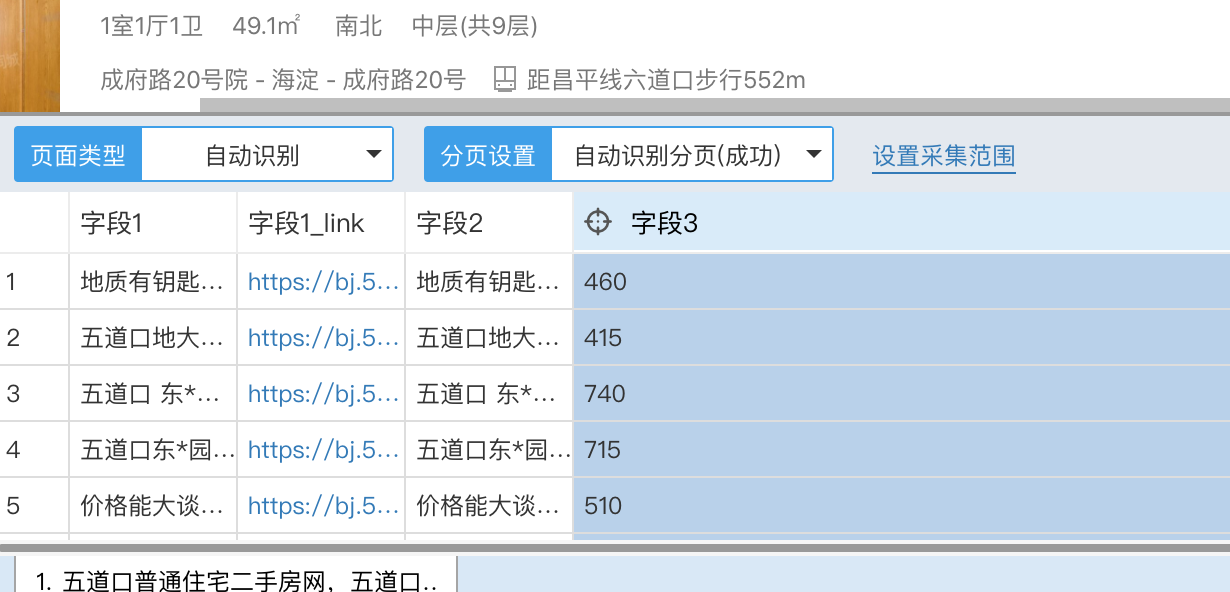 1室1厅1卫 49.1㎡ 南北 中层(共9层)
成府路20号院 - 海淀 - 成府路20号 距昌平线六道口步行552m
页面类型 自动识别 分页设置 自动识别分页(成功) 设置采集范围
字段1 字段1_link 字段2 字段3
1 地质有钥匙... https://bj.5... 地质有钥匙... 460
2 五道口地大... https://bj.5... 五道口地大... 415
3 五道口 东*... https://bj.5... 五道口 东*... 740
4 五道口东*园... https://bj.5... 五道口东*园... 715
5 价格能大谈... https://bj.5... 价格能大谈... 510
1. 五道口普通住宅二手房网，五道口..